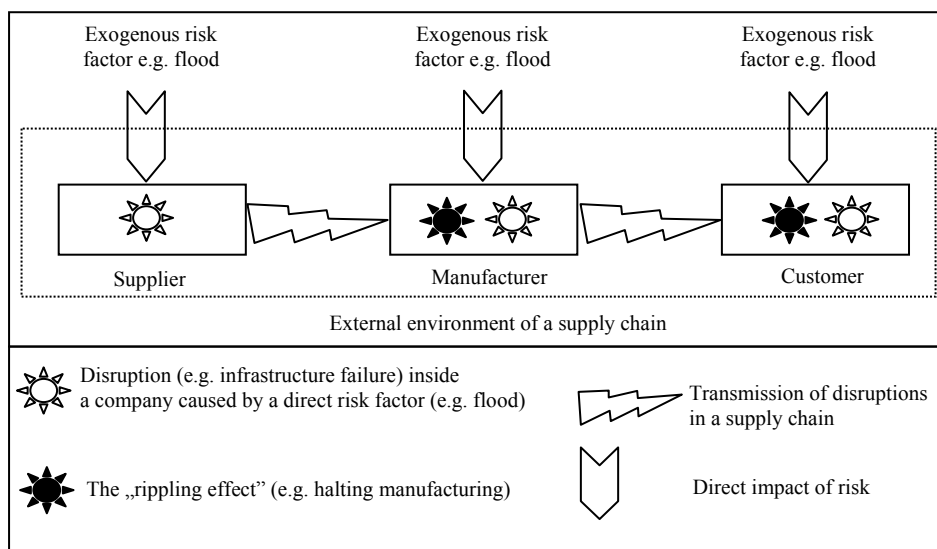 Exogenous risk
factor e.g. flood
Exogenous risk
factor e.g. flood
Exogenous risk
factor e.g. flood
Supplier
Manufacturer
Customer
External environment of a supply chain
Disruption (e.g. infrastructure failure) inside
a company caused by a direct risk factor (e.g. flood)
Transmission of disruptions
in a supply chain
The „rippling effect” (e.g. halting manufacturing)
Direct impact of risk